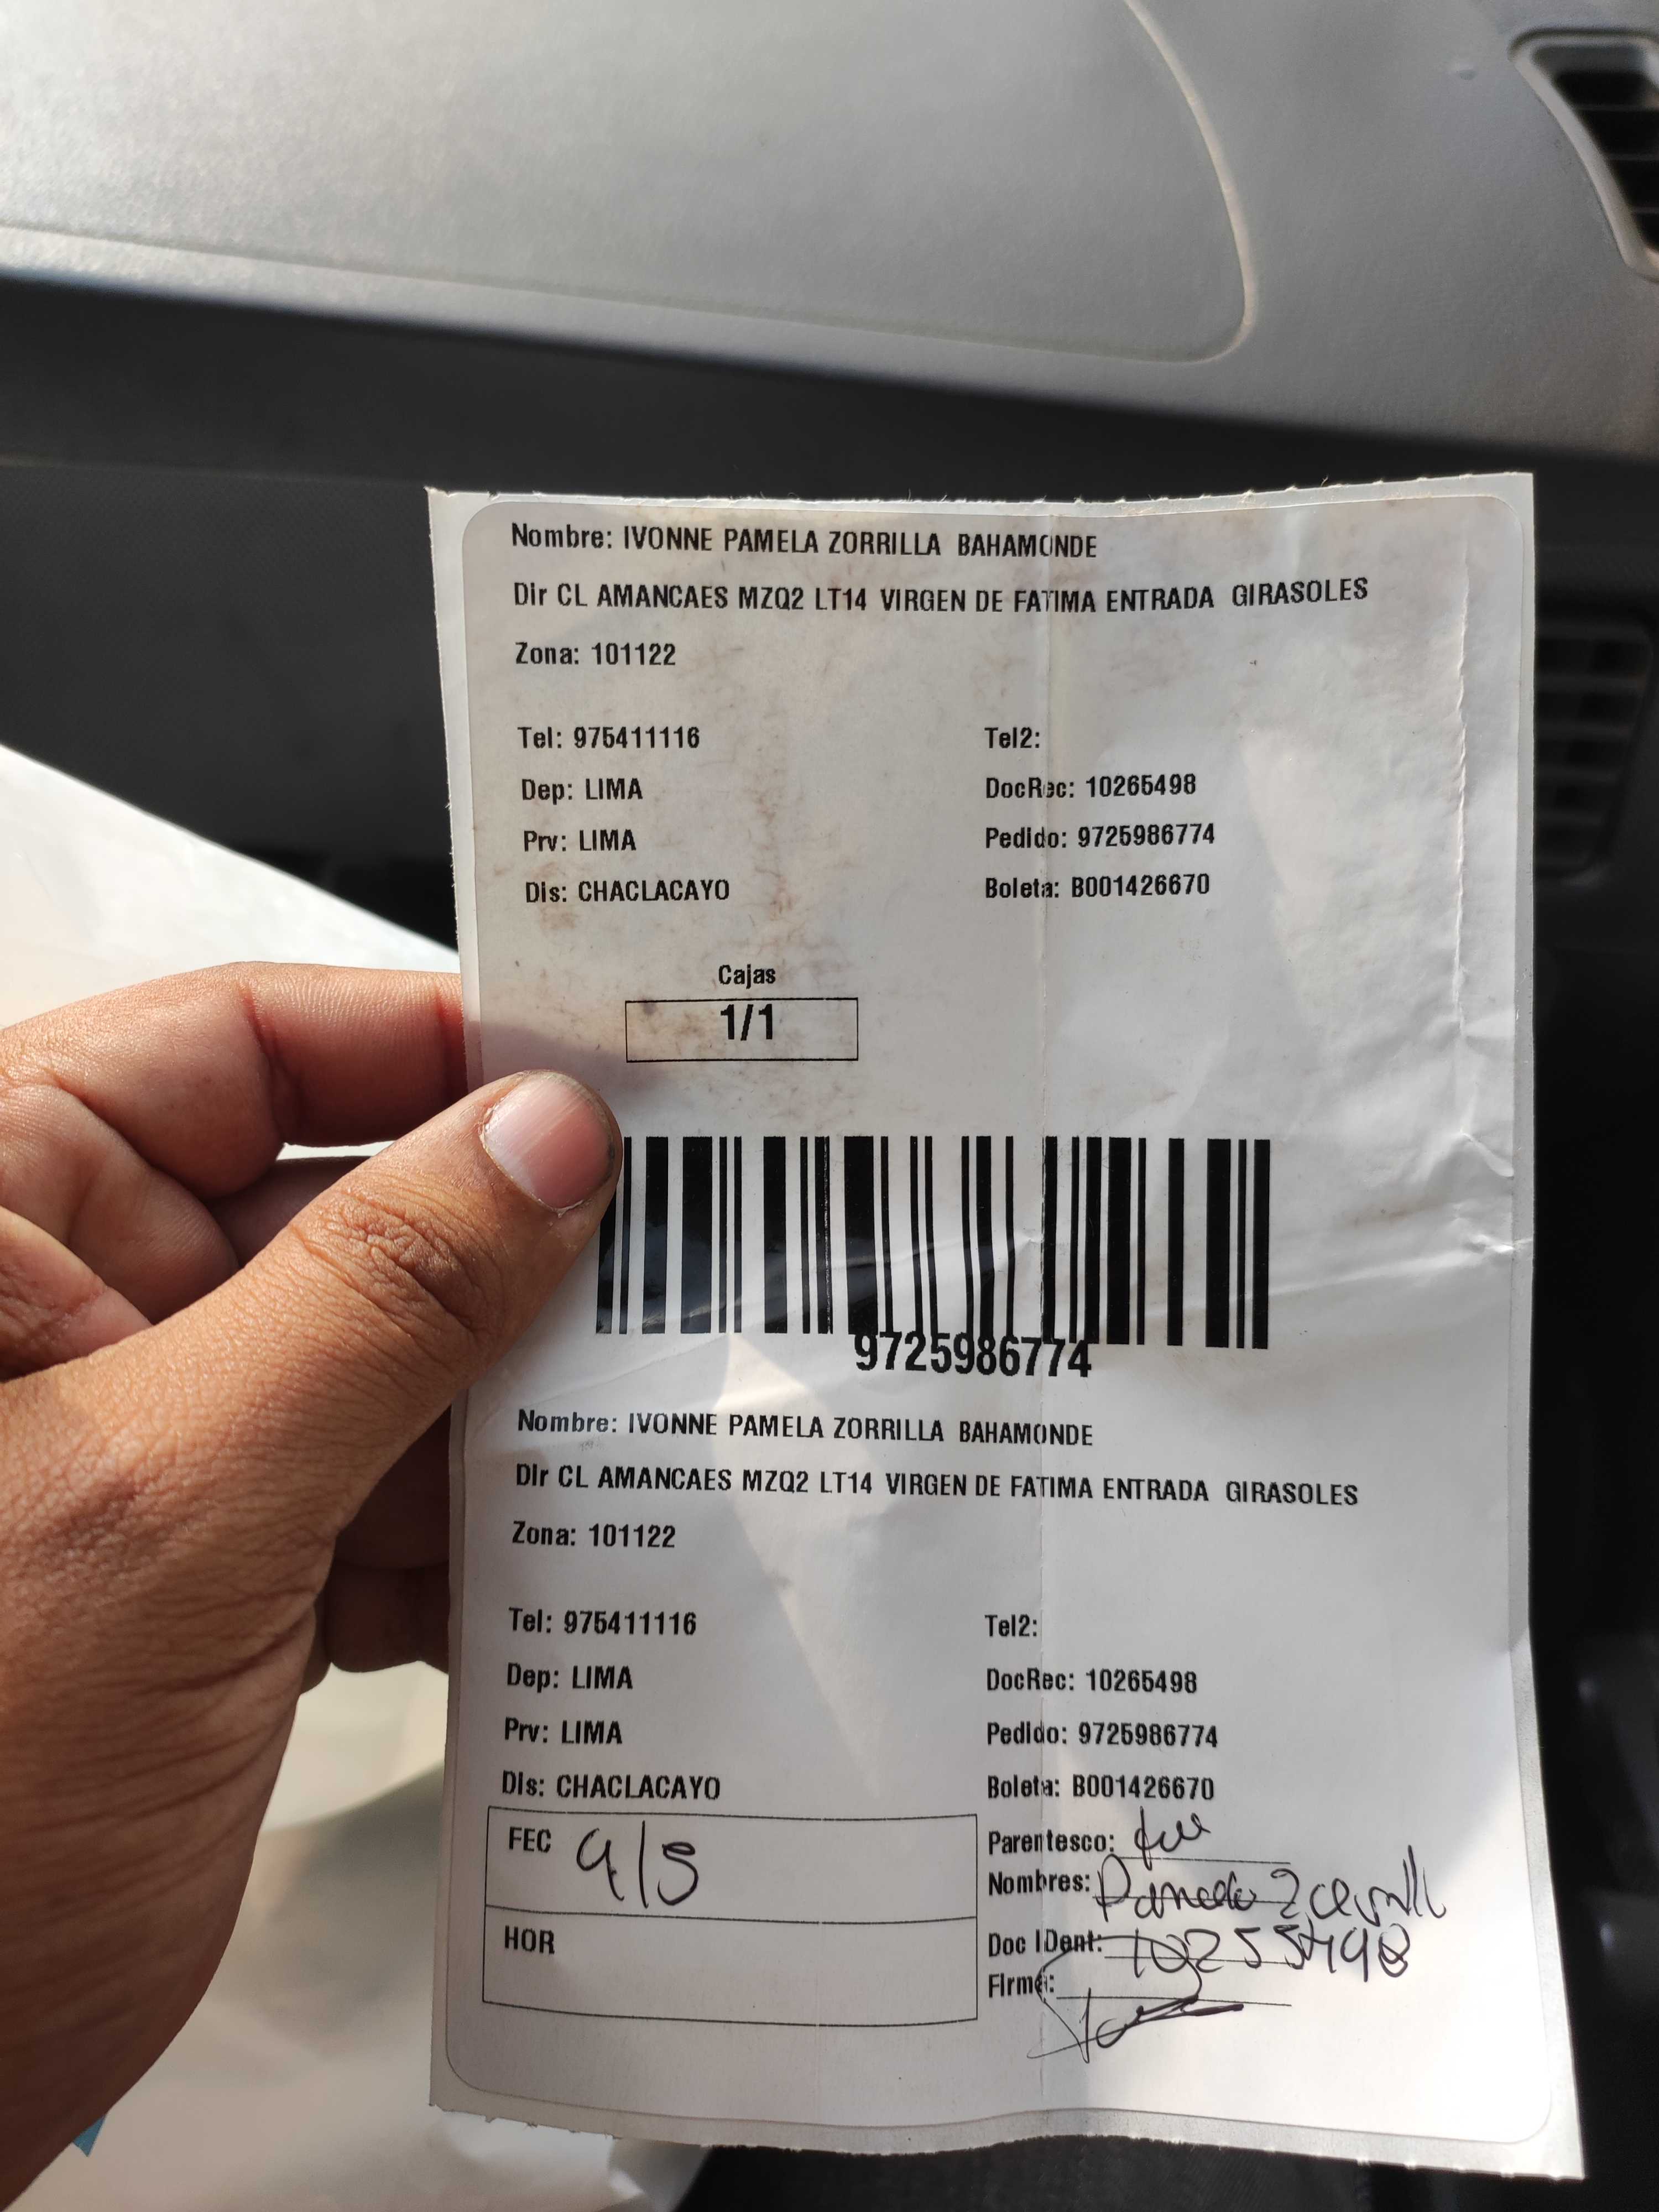 Nombre: IVONNE PAMELA ZORRILLA BAHAMONDE
Dir CL AMANCAES MZQ2 LT14 VIRGEN DE FATIMA ENTRADA GIRASOLES
Zona: 101122
Tel: 975411116 Tel2:
Dep: LIMA DocRec: 10265498
Prv: LIMA Pedido: 9725986774
Dis: CHACLACAYO Boleta: B001426670
Cajas
1/1
9725986774
Nombre: IVONNE PAMELA ZORRILLA BAHAMONDE
Dir CL AMANCAES MZQ2 LT14 VIRGEN DE FATIMA ENTRADA GIRASOLES
Zona: 101122
Tel: 975411116 Tel2:
Dep: LIMA DocRec: 10265498
Prv: LIMA Pedido: 9725986774
Dis: CHACLACAYO Boleta: B001426670
FEC 9/5 Parentesco:
Nombres: Pamela
HOR Doc IDent:
Firma: